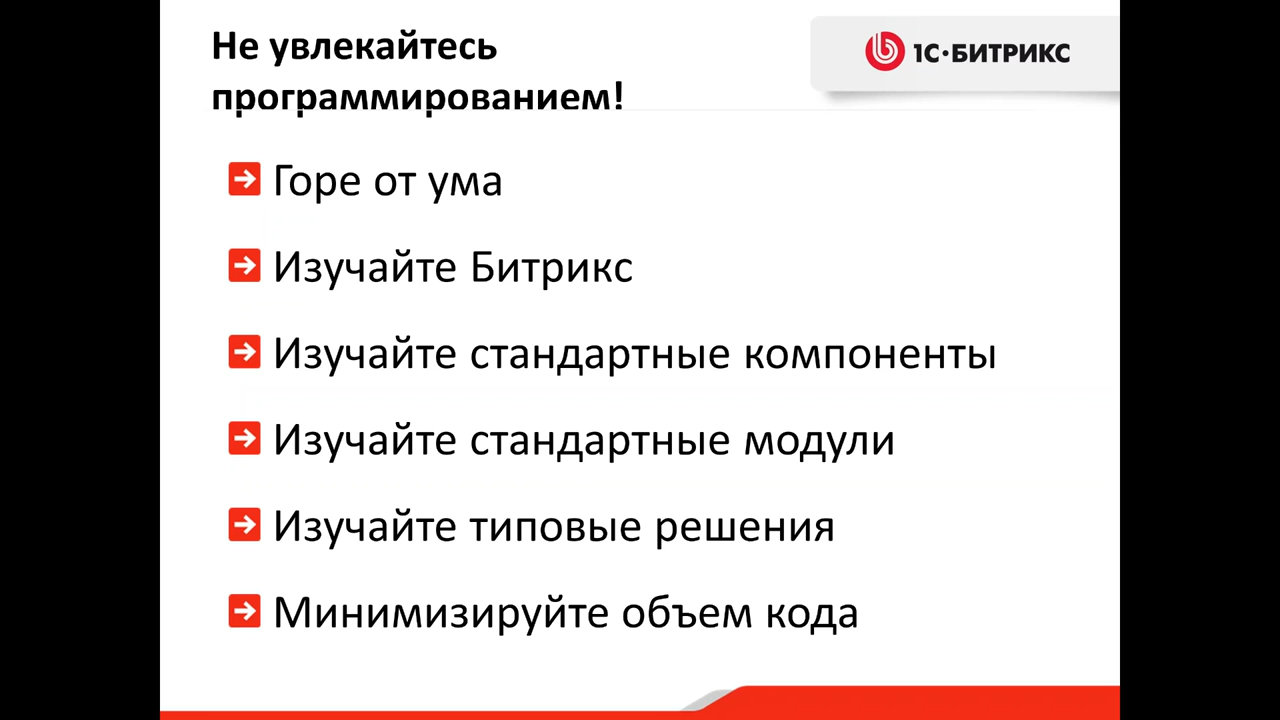 Не увлекайтесь
программированием!
1С·БИТРИКС
Горе от ума
Изучайте Битрикс
Изучайте стандартные компоненты
Изучайте стандартные модули
Изучайте типовые решения
Минимизируйте объем кода